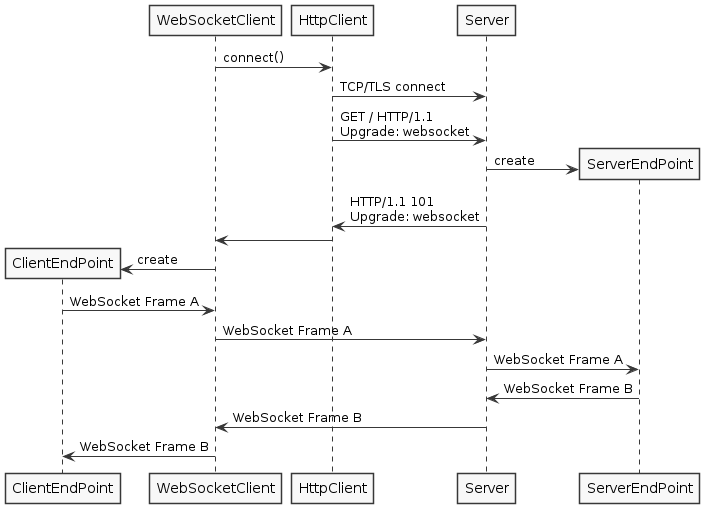 WebSocketClient
HttpClient
Server
connect()
TCP/TLS connect
GET / HTTP/1.1
Upgrade: websocket
create
ServerEndPoint
HTTP/1.1 101
Upgrade: websocket
ClientEndPoint
create
WebSocket Frame A
WebSocket Frame A
WebSocket Frame A
WebSocket Frame B
WebSocket Frame B
WebSocket Frame B
ClientEndPoint
WebSocketClient
HttpClient
Server
ServerEndPoint